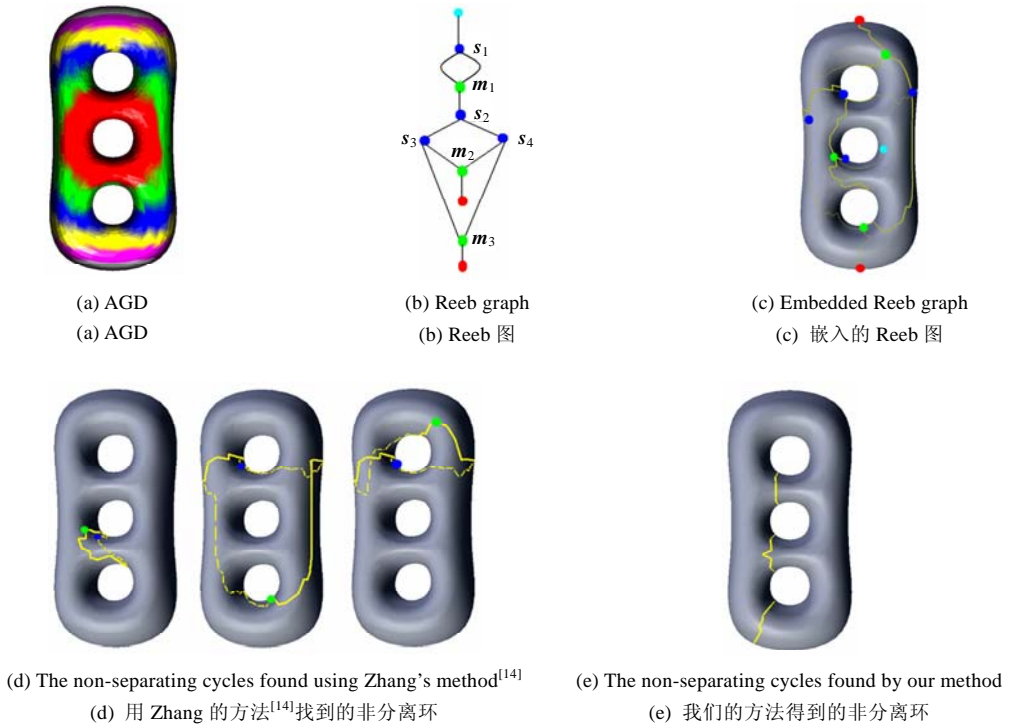 s1
m1
s2
s3
s4
m2
m3
(a) AGD
(b) Reeb graph
(c) Embedded Reeb graph
(a) AGD
(b) Reeb 图
(c) 嵌入的 Reeb 图
(d) The non-separating cycles found using Zhang's method[14]
(e) The non-separating cycles found by our method
(d) 用 Zhang 的方法[14]找到的非分离环
(e) 我们的方法得到的非分离环